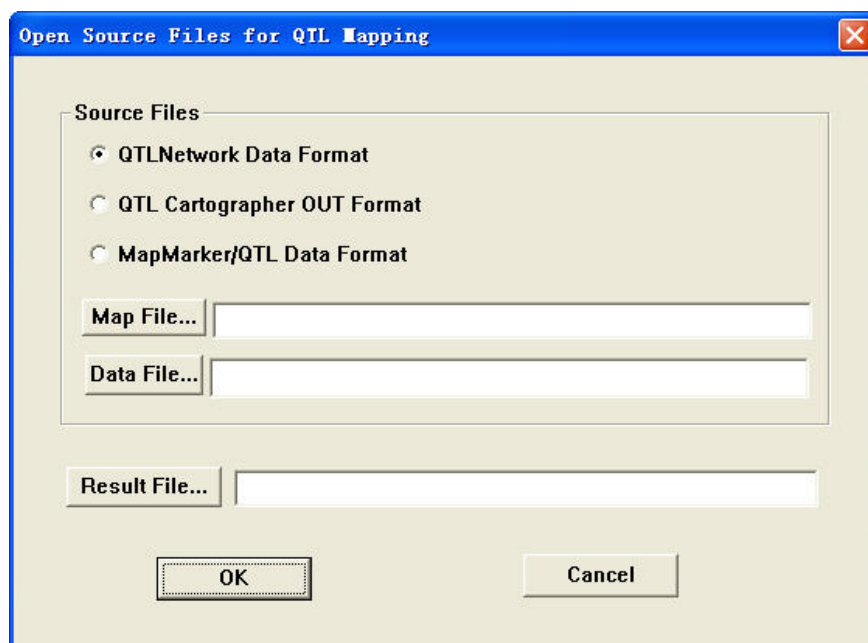 Open Source Files for QTL Mapping
Source Files
QTLNetwork Data Format
QTL Cartographer OUT Format
MapMarker/QTL Data Format
Map File...
Data File...
Result File...
OK
Cancel